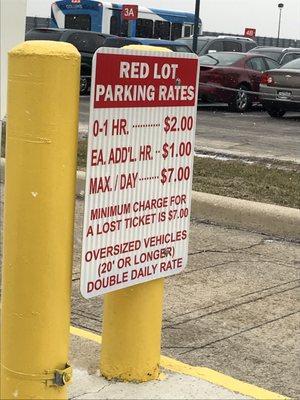 3A
RED LOT
PARKING RATES
0-1 HR. ............ $2.00
EA. ADD'L. HR. ... $1.00
MAX. / DAY ........ $7.00
MINIMUM CHARGE FOR
A LOST TICKET IS $7.00
OVERSIZED VEHICLES
(20' OR LONGER)
DOUBLE DAILY RATE